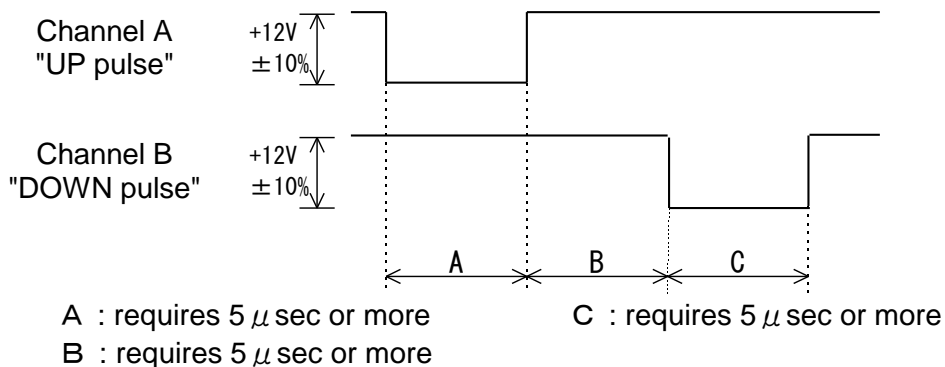 Channel A
"UP pulse"
+12V
±10%
Channel B
"DOWN pulse"
+12V
±10%
A B C
A : requires 5 μ sec or more
C : requires 5 μ sec or more
B : requires 5 μ sec or more